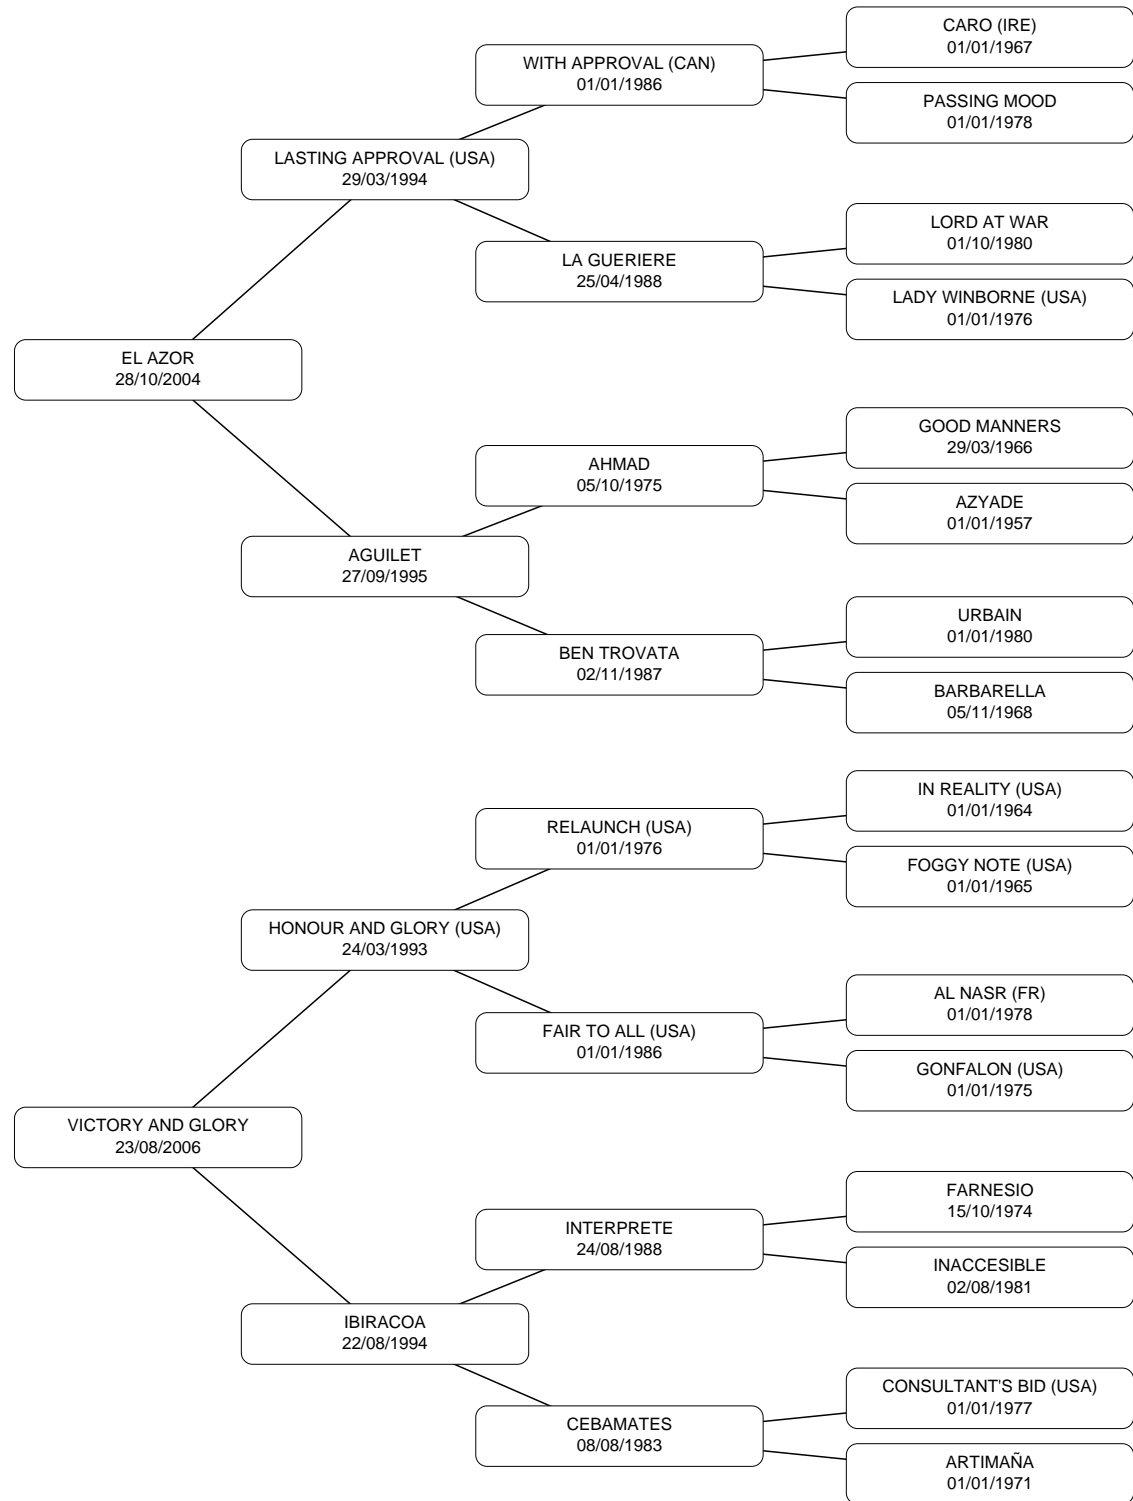 CARO (IRE)
01/01/1967
WITH APPROVAL (CAN)
01/01/1986
PASSING MOOD
01/01/1978
LASTING APPROVAL (USA)
29/03/1994
LORD AT WAR
01/10/1980
LA GUERIERE
25/04/1988
LADY WINBORNE (USA)
01/01/1976
EL AZOR
28/10/2004
GOOD MANNERS
29/03/1966
AHMAD
05/10/1975
AZYADE
01/01/1957
AGUILET
27/09/1995
URBAIN
01/01/1980
BEN TROVATA
02/11/1987
BARBARELLA
05/11/1968
IN REALITY (USA)
01/01/1964
RELAUNCH (USA)
01/01/1976
FOGGY NOTE (USA)
01/01/1965
HONOUR AND GLORY (USA)
24/03/1993
AL NASR (FR)
01/01/1978
FAIR TO ALL (USA)
01/01/1986
GONFALON (USA)
01/01/1975
VICTORY AND GLORY
23/08/2006
FARNESIO
15/10/1974
INTERPRETE
24/08/1988
INACCESIBLE
02/08/1981
IBIRACOA
22/08/1994
CONSULTANT'S BID (USA)
01/01/1977
CEBAMATES
08/08/1983
ARTIMAÑA
01/01/1971